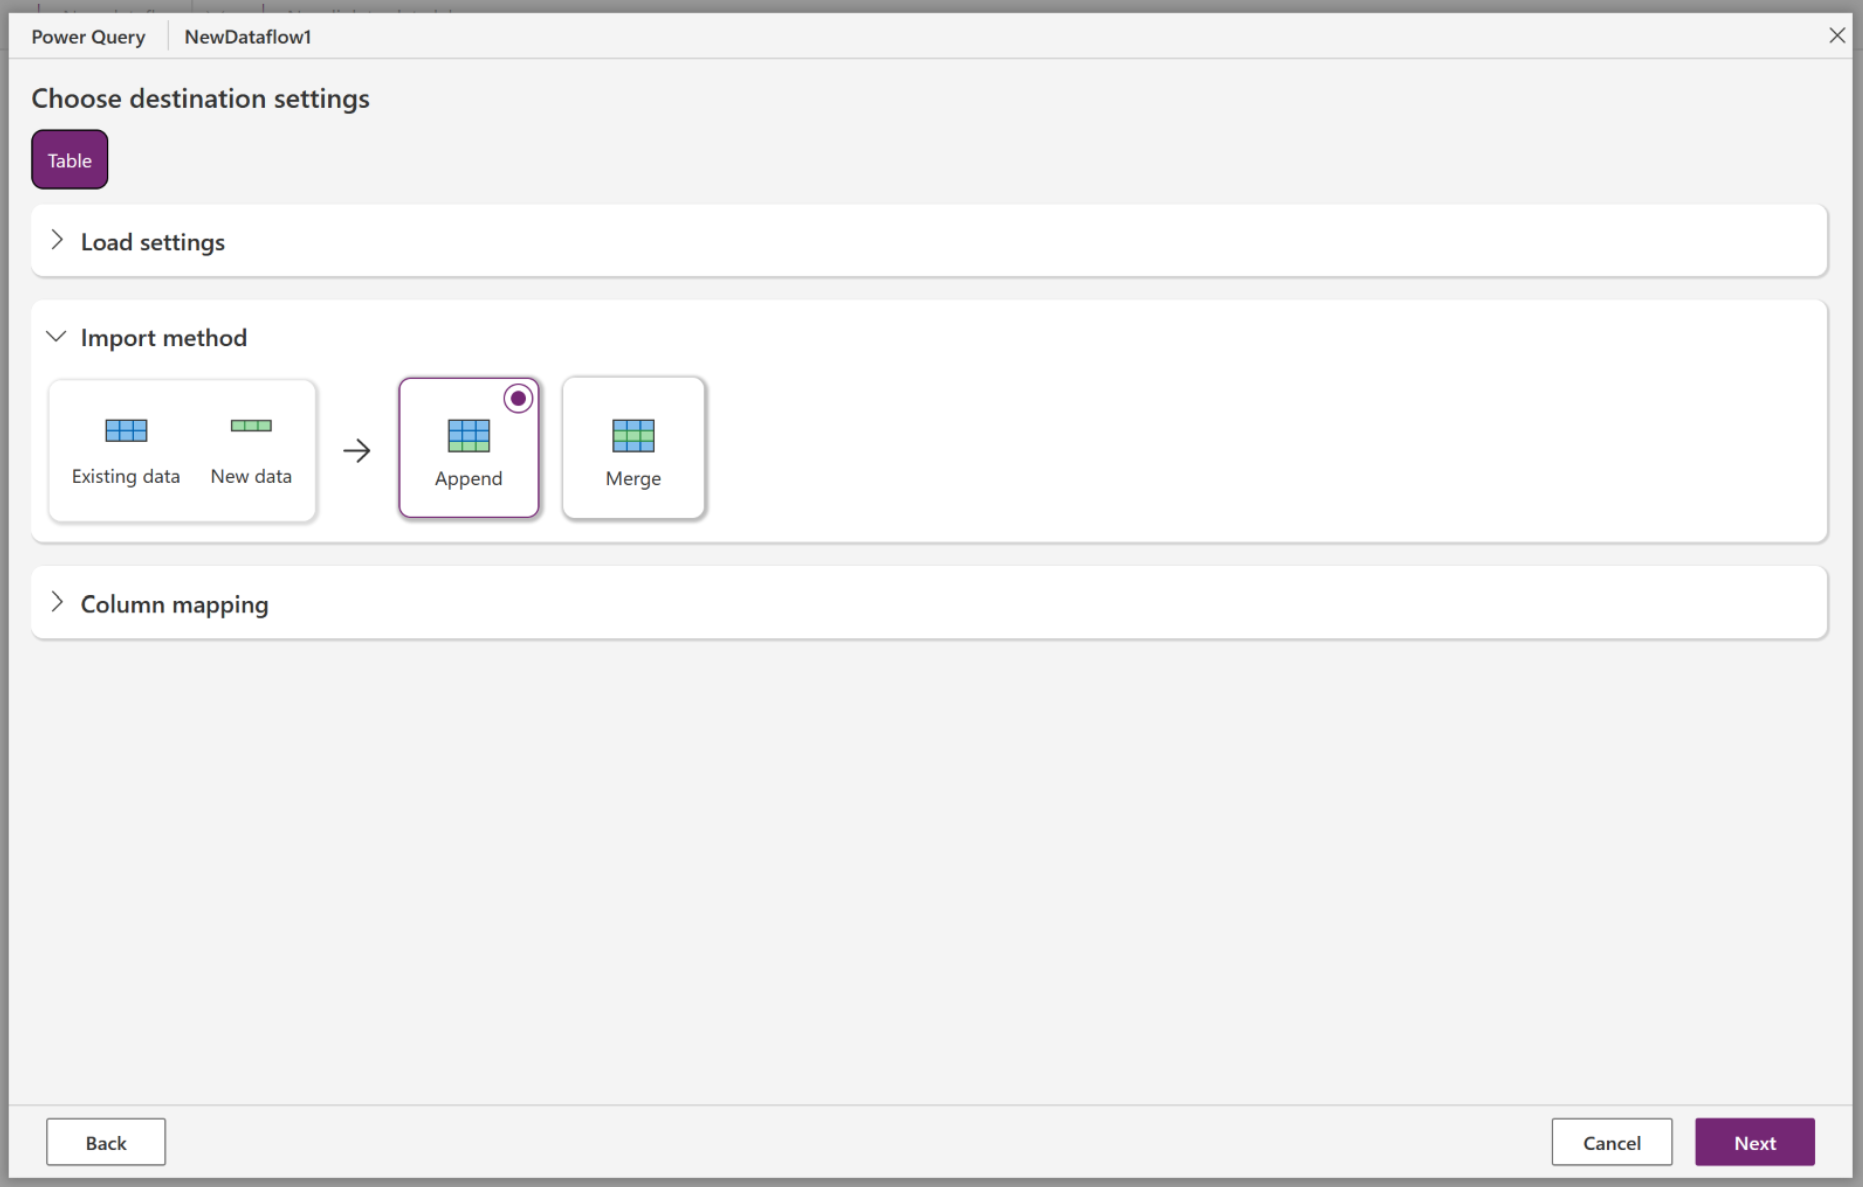 Power Query NewDataflow1
Choose destination settings
Table
Load settings
Import method
Existing data New data Append Merge
Column mapping
Back Cancel Next